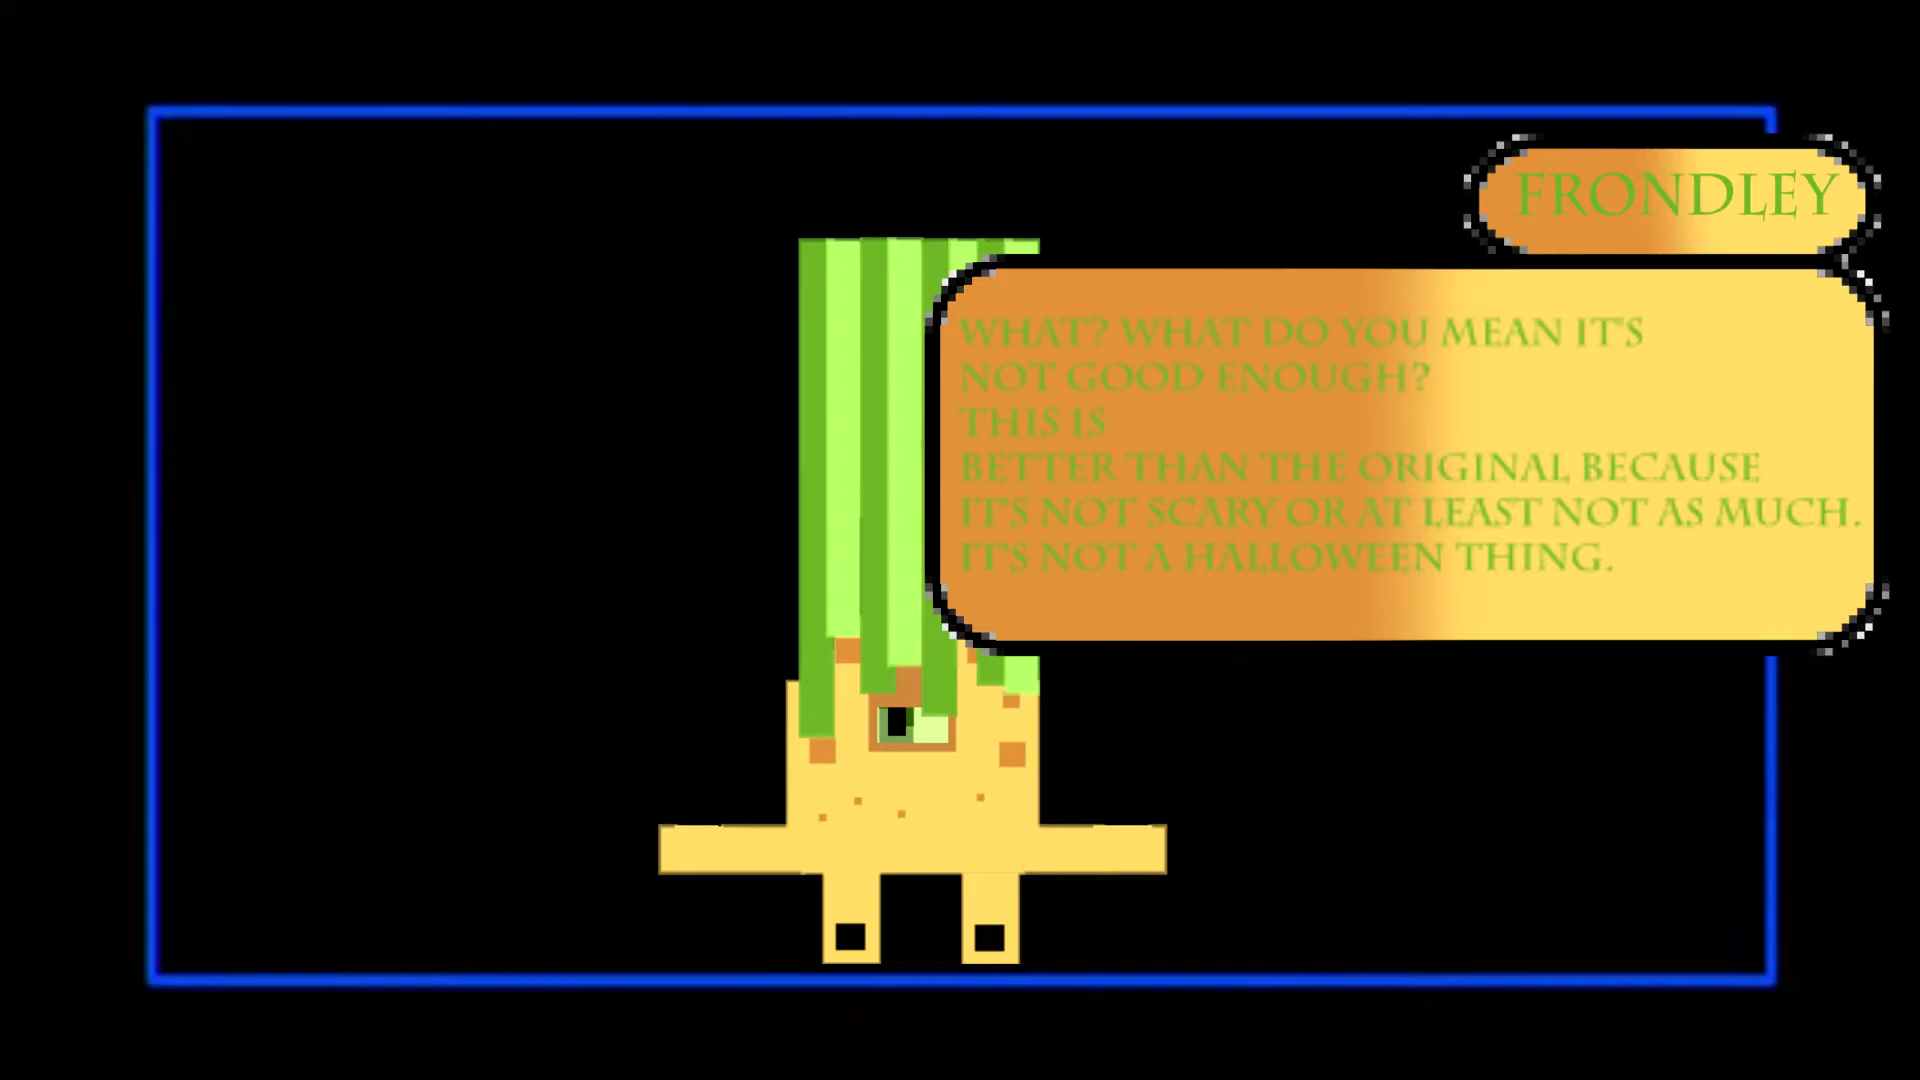 FRONDLEY
WHAT? WHAT DO YOU MEAN IT'S
NOT GOOD ENOUGH?
THIS IS
BETTER THAN THE ORIGINAL BECAUSE
IT'S NOT SCARY OR AT LEAST NOT AS MUCH.
IT'S NOT A HALLOWEEN THING.